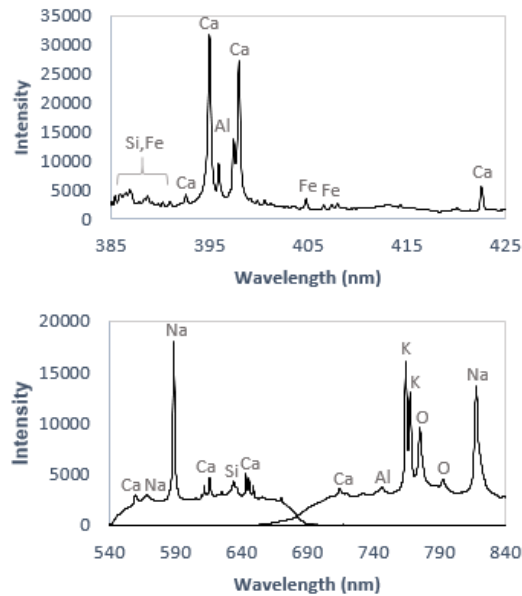 35000
30000
25000
20000
15000
10000
5000
0
Intensity
Ca
Ca
Al
Si,Fe
Ca
Fe
Fe
Ca
385 395 405 415 425
Wavelength (nm)
20000
15000
10000
5000
0
Intensity
Na
K
K
Na
O
Ca
Na
Ca
Si
Ca
Ca
Al
O
540 590 640 690 740 790 840
Wavelength (nm)